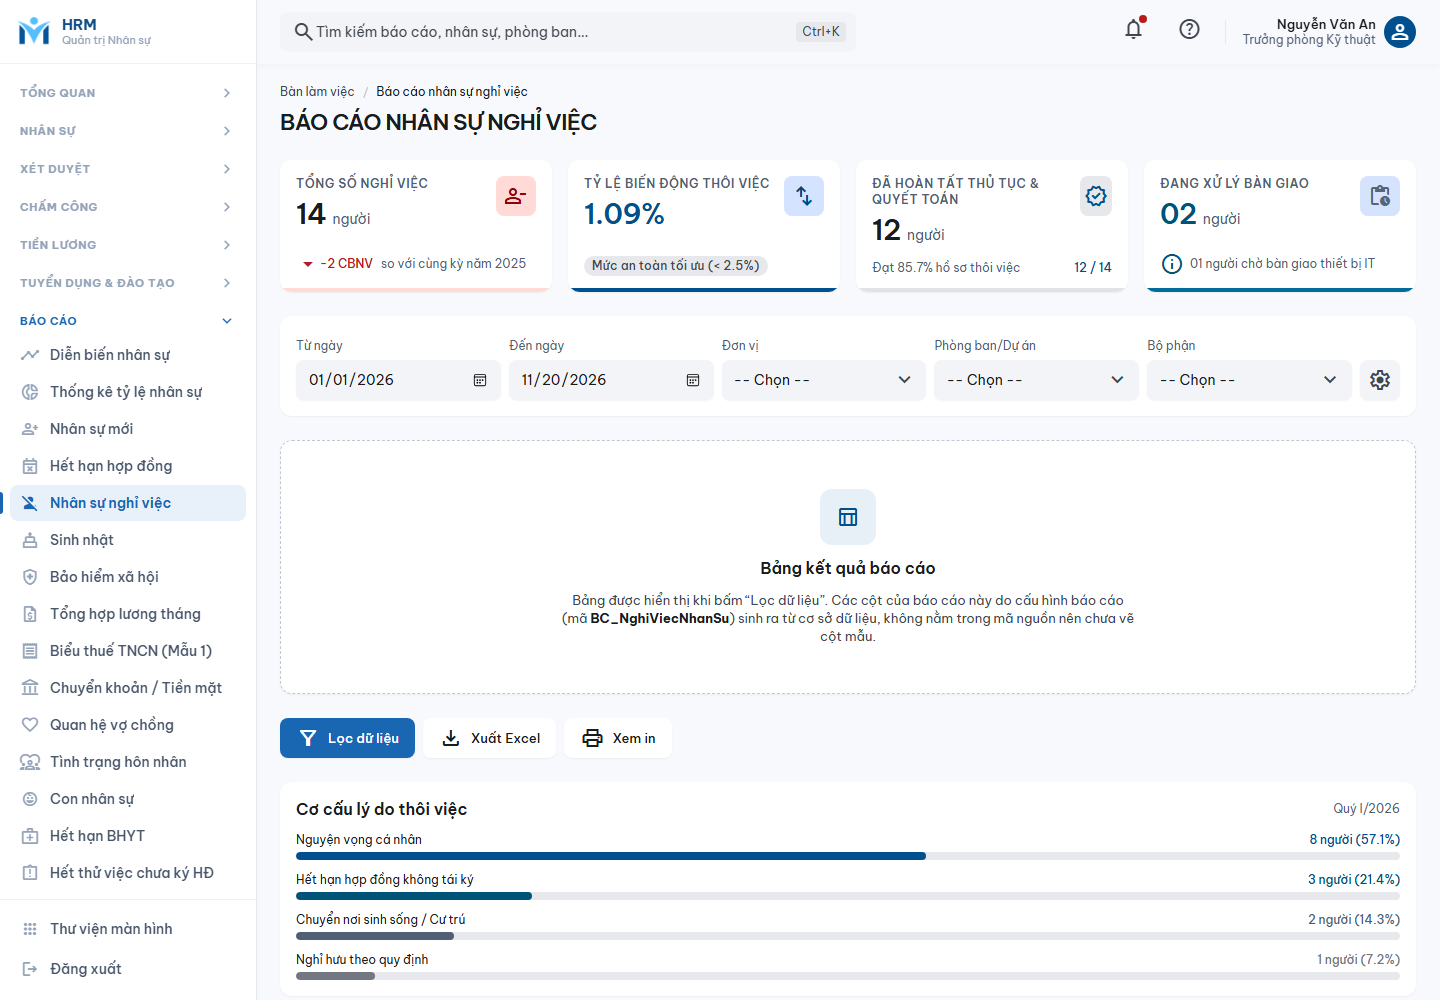 HRM
Quản trị Nhân sự
Tìm kiếm báo cáo, nhân sự, phòng ban...
Ctrl+K
Nguyễn Văn An
Trưởng phòng Kỹ thuật
TỔNG QUAN
NHÂN SỰ
XÉT DUYỆT
CHẤM CÔNG
TIỀN LƯƠNG
TUYỂN DỤNG & ĐÀO TẠO
BÁO CÁO
Diễn biến nhân sự
Thống kê tỷ lệ nhân sự
Nhân sự mới
Hết hạn hợp đồng
Nhân sự nghỉ việc
Sinh nhật
Bảo hiểm xã hội
Tổng hợp lương tháng
Biểu thuế TNCN (Mẫu 1)
Chuyển khoản / Tiền mặt
Quan hệ vợ chồng
Tình trạng hôn nhân
Con nhân sự
Hết hạn BHYT
Hết thử việc chưa ký HĐ
Thư viện màn hình
Đăng xuất
Bàn làm việc / Báo cáo nhân sự nghỉ việc
BÁO CÁO NHÂN SỰ NGHỈ VIỆC
TỔNG SỐ NGHỈ VIỆC
14 người
-2 CBNV so với cùng kỳ năm 2025
TỶ LỆ BIẾN ĐỘNG THÔI VIỆC
1.09%
Mức an toàn tối ưu (< 2.5%)
ĐÃ HOÀN TẤT THỦ TỤC &
QUYẾT TOÁN
12 người
Đạt 85.7% hồ sơ thôi việc
12 / 14
ĐANG XỬ LÝ BÀN GIAO
02 người
01 người chờ bàn giao thiết bị IT
Từ ngày
01/01/2026
Đến ngày
11/20/2026
Đơn vị
-- Chọn --
Phòng ban/Dự án
-- Chọn --
Bộ phận
-- Chọn --
Bảng kết quả báo cáo
Bảng được hiển thị khi bấm “Lọc dữ liệu”. Các cột của báo cáo này do cấu hình báo cáo
(mã BC_NghiViecNhanSu) sinh ra từ cơ sở dữ liệu, không nằm trong mã nguồn nên chưa vẽ
cột mẫu.
Lọc dữ liệu
Xuất Excel
Xem in
Cơ cấu lý do thôi việc
Quý I/2026
Nguyện vọng cá nhân
8 người (57.1%)
Hết hạn hợp đồng không tái ký
3 người (21.4%)
Chuyển nơi sinh sống / Cư trú
2 người (14.3%)
Nghỉ hưu theo quy định
1 người (7.2%)